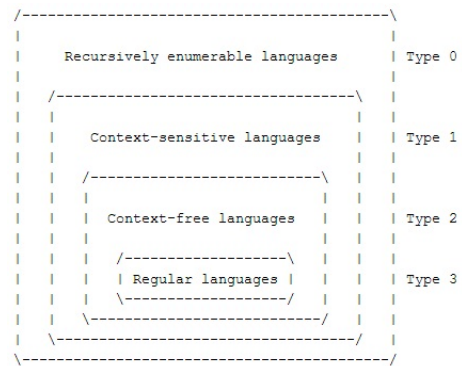 Recursively enumerable languages Type 0
Context-sensitive languages Type 1
Context-free languages Type 2
Regular languages Type 3